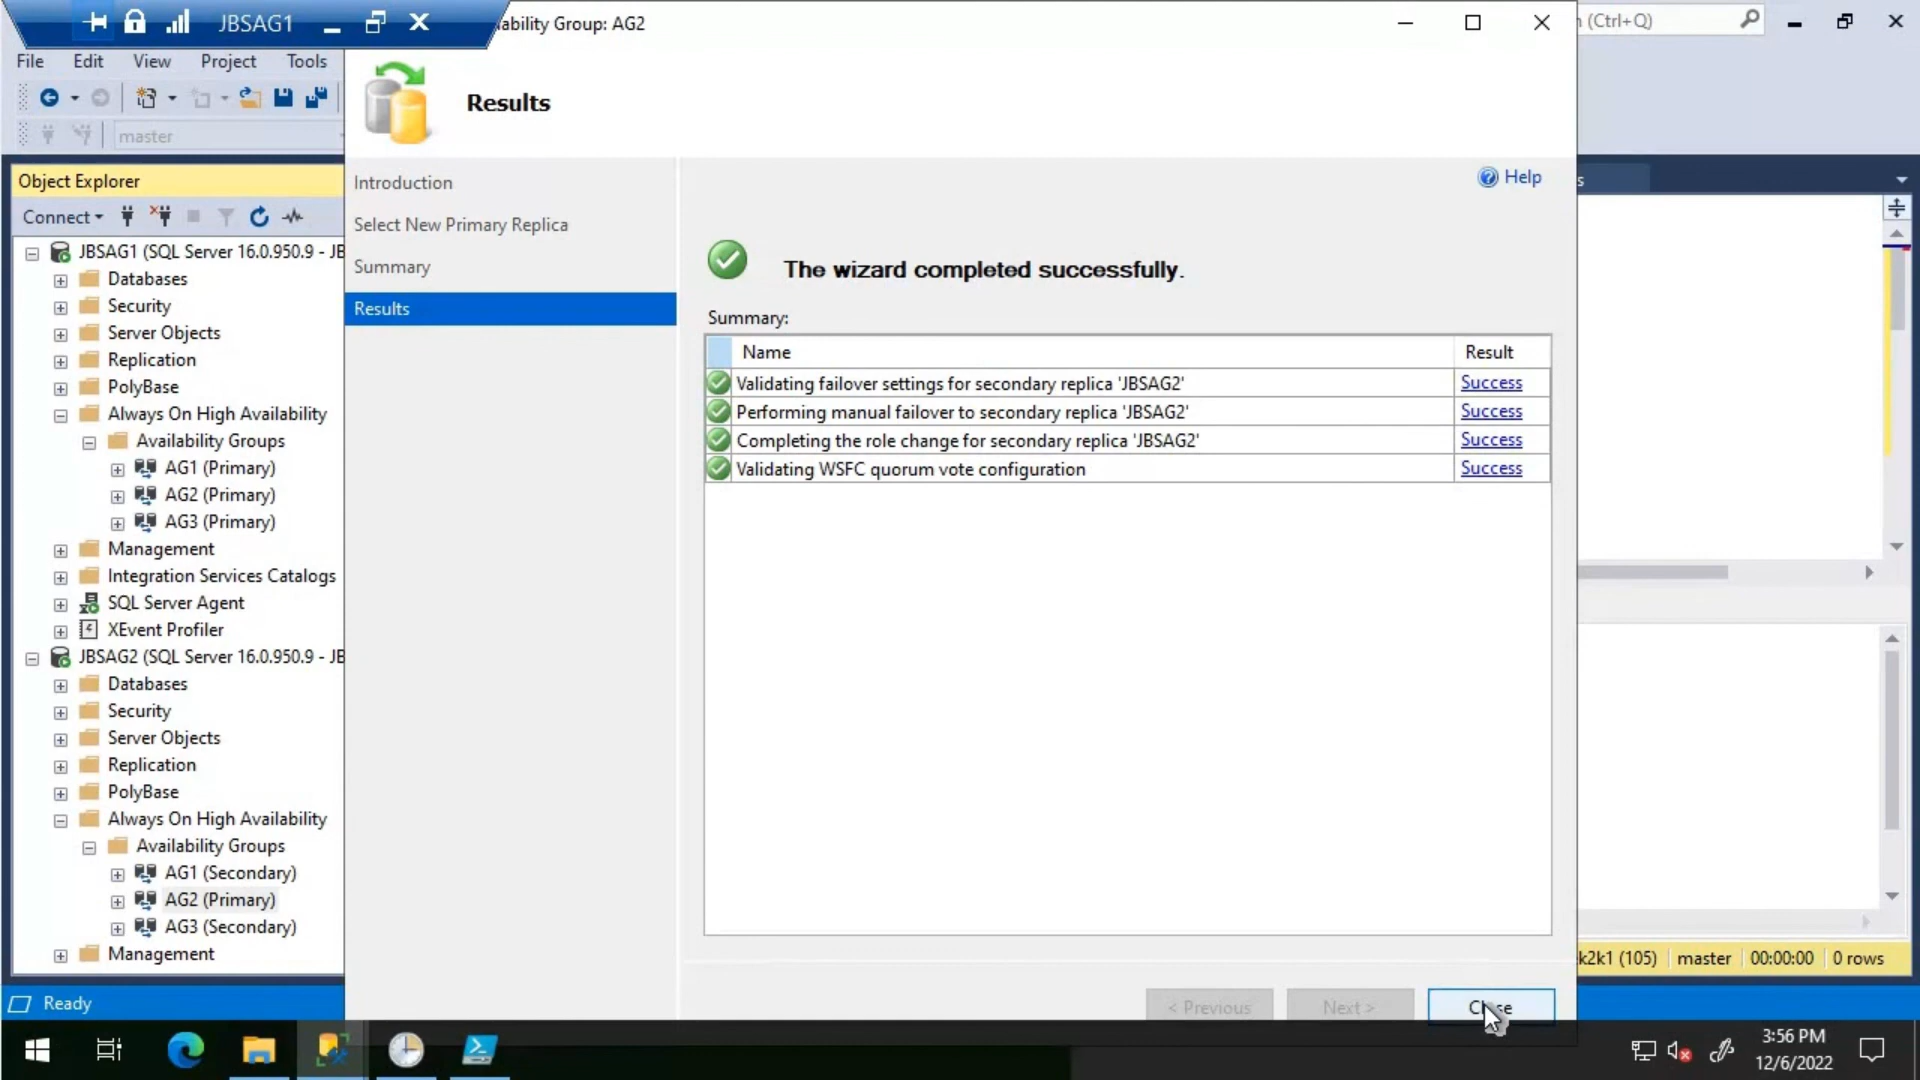 JBSAG1
ability Group: AG2
(Ctrl+Q)
File Edit View Project Tools
master
Results
Object Explorer
Connect
JBSAG1 (SQL Server 16.0.950.9 - JB
Databases
Security
Server Objects
Replication
PolyBase
Always On High Availability
Availability Groups
AG1 (Primary)
AG2 (Primary)
AG3 (Primary)
Management
Integration Services Catalogs
SQL Server Agent
XEvent Profiler
JBSAG2 (SQL Server 16.0.950.9 - JB
Databases
Security
Server Objects
Replication
PolyBase
Always On High Availability
Availability Groups
AG1 (Secondary)
AG2 (Primary)
AG3 (Secondary)
Management
Introduction
Select New Primary Replica
Summary
Results
Help
The wizard completed successfully.
Summary:
Name Result
Validating failover settings for secondary replica 'JBSAG2' Success
Performing manual failover to secondary replica 'JBSAG2' Success
Completing the role change for secondary replica 'JBSAG2' Success
Validating WSFC quorum vote configuration Success
< Previous Next > Close
k2k1 (105) master 00:00:00 0 rows
Ready
3:56 PM
12/6/2022